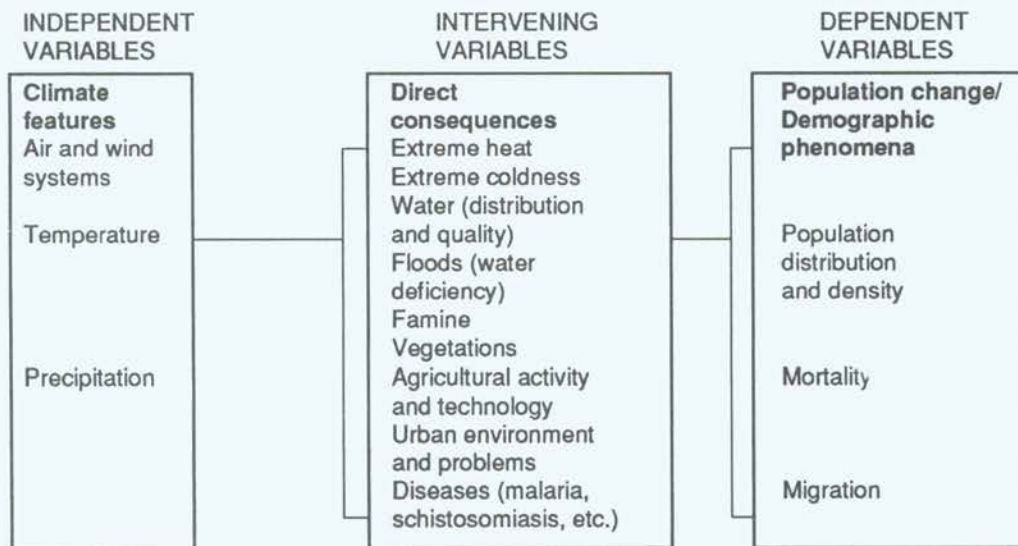 INDEPENDENT
VARIABLES
Climate
features
Air and wind
systems
Temperature
Precipitation
INTERVENING
VARIABLES
Direct
consequences
Extreme heat
Extreme coldness
Water (distribution
and quality)
Floods (water
deficiency)
Famine
Vegetations
Agricultural activity
and technology
Urban environment
and problems
Diseases (malaria,
schistosomiasis, etc.)
DEPENDENT
VARIABLES
Population change/
Demographic
phenomena
Population
distribution
and density
Mortality
Migration